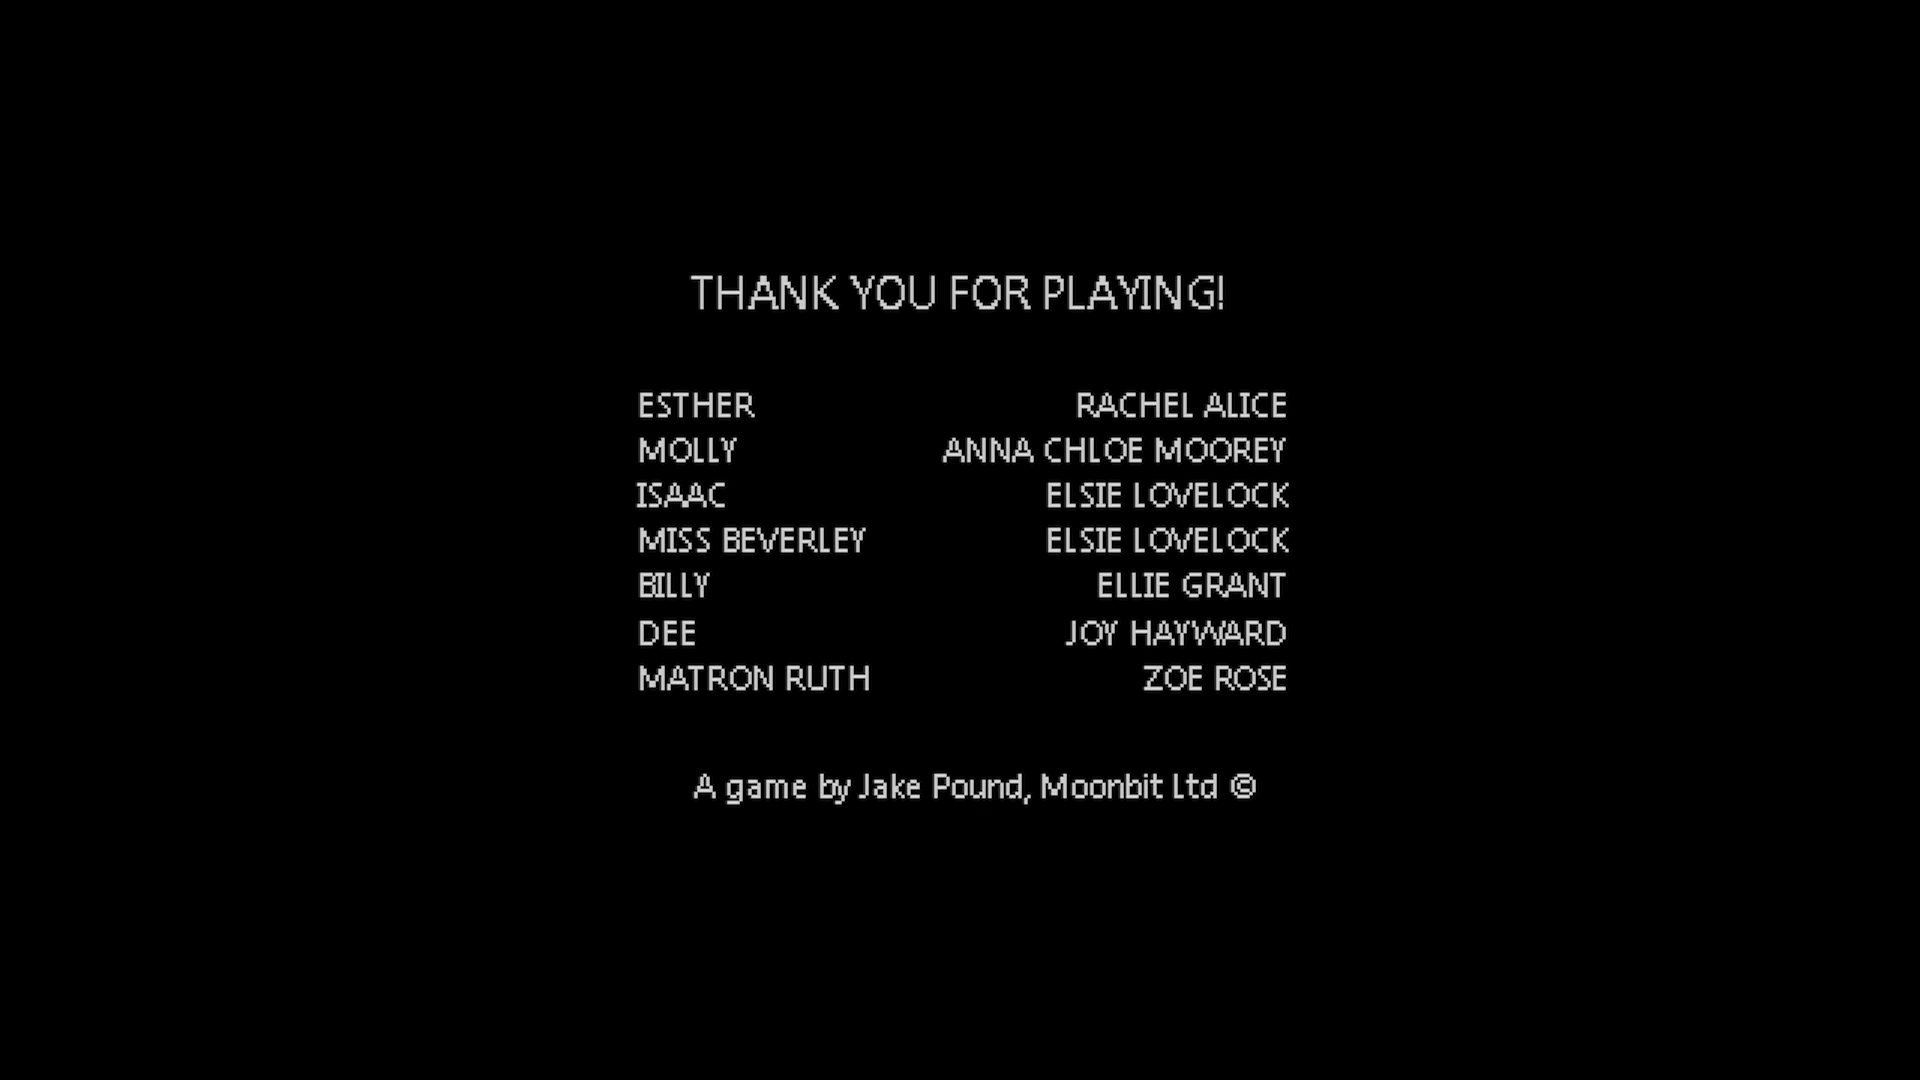 THANK YOU FOR PLAYING!
ESTHER RACHEL ALICE
MOLLY ANNA CHLOE MOOREY
ISAAC ELSIE LOVELOCK
MISS BEVERLEY ELSIE LOVELOCK
BILLY ELLIE GRANT
DEE JOY HAYWARD
MATRON RUTH ZOE ROSE
A game by Jake Pound, Moonbit Ltd ©